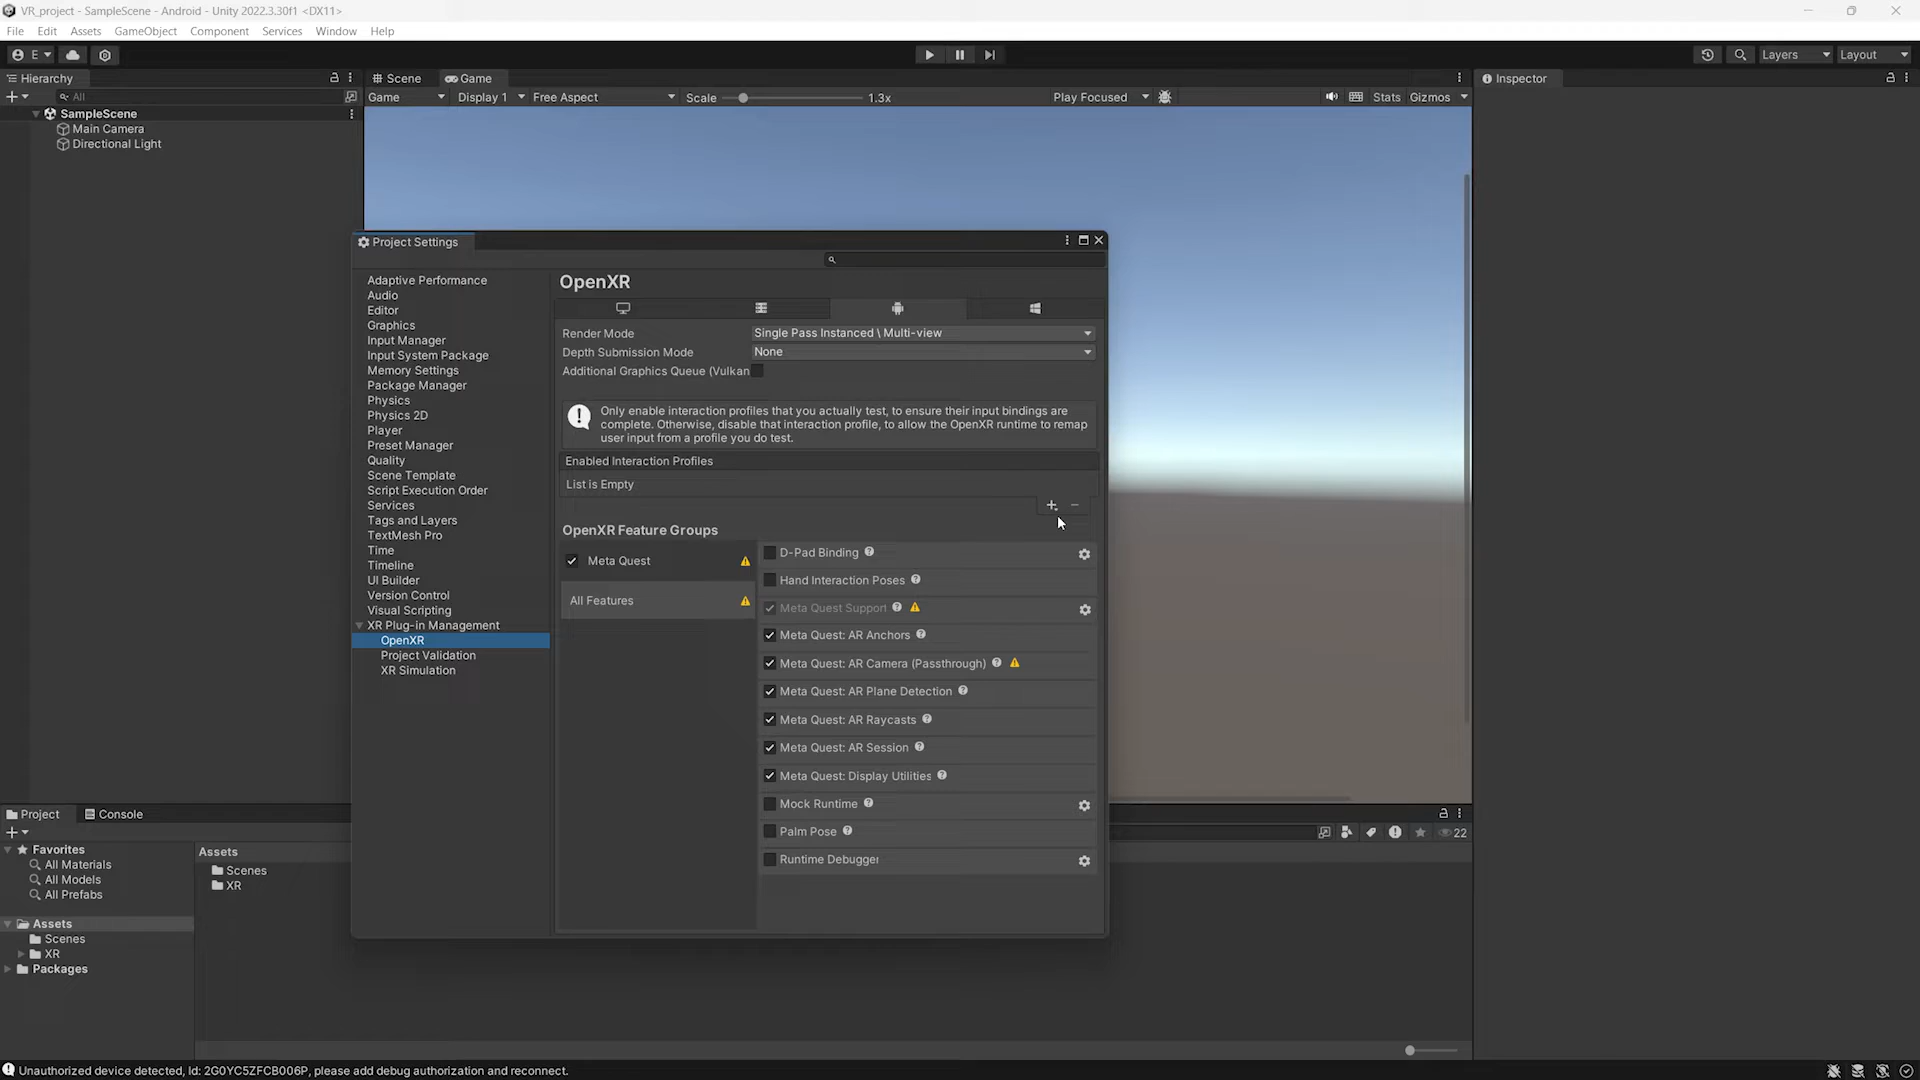 VR_project - SampleScene - Android - Unity 2022.3.30f1 <DX11>
File Edit Assets GameObject Component Services Window Help
E Layers Layout
Hierarchy Scene Game Inspector
All Game Display 1 Free Aspect Scale 1.3x Play Focused Stats Gizmos
SampleScene
Main Camera
Directional Light
Project Settings
Adaptive Performance
Audio
Editor
Graphics
Input Manager
Input System Package
Memory Settings
Package Manager
Physics
Physics 2D
Player
Preset Manager
Quality
Scene Template
Script Execution Order
Services
Tags and Layers
TextMesh Pro
Time
Timeline
UI Builder
Version Control
Visual Scripting
XR Plug-in Management
OpenXR
Project Validation
XR Simulation
OpenXR
Render Mode Single Pass Instanced \ Multi-view
Depth Submission Mode None
Additional Graphics Queue (Vulkan
Only enable interaction profiles that you actually test, to ensure their input bindings are
complete. Otherwise, disable that interaction profile, to allow the OpenXR runtime to remap
user input from a profile you do test.
Enabled Interaction Profiles
List is Empty
OpenXR Feature Groups
Meta Quest
All Features
D-Pad Binding
Hand Interaction Poses
Meta Quest Support
Meta Quest: AR Anchors
Meta Quest: AR Camera (Passthrough)
Meta Quest: AR Plane Detection
Meta Quest: AR Raycasts
Meta Quest: AR Session
Meta Quest: Display Utilities
Mock Runtime
Palm Pose
Runtime Debugger
Project Console
22
Favorites
All Materials
All Models
All Prefabs
Assets
Scenes
XR
Packages
Assets
Scenes
XR
Unauthorized device detected, Id: 2G0YC5ZFCB006P, please add debug authorization and reconnect.